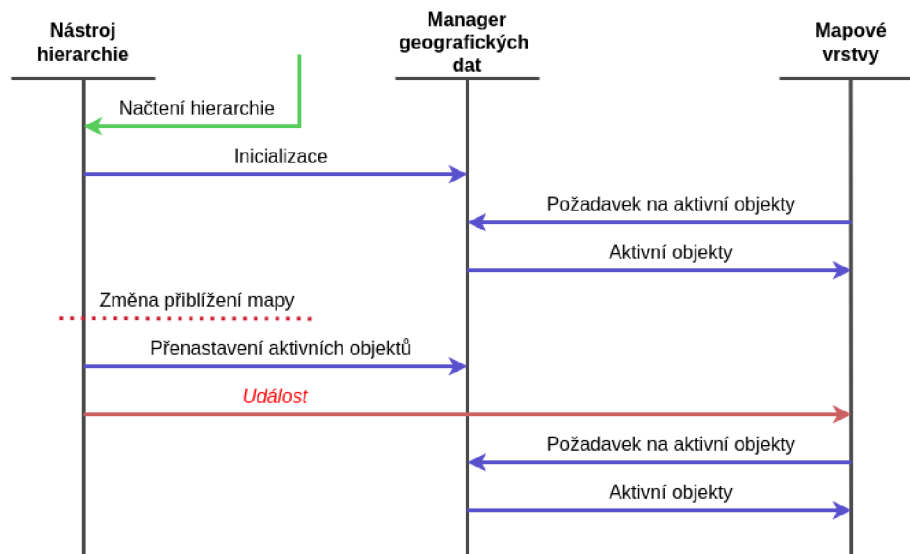 Nástroj
hierarchie
Manager
geografických
dat
Mapové
vrstvy
Načtení hierarchie
Inicializace
Požadavek na aktivní objekty
Aktivní objekty
Změna přiblížení mapy
Přenastavení aktivních objektů
Událost
Požadavek na aktivní objekty
Aktivní objekty